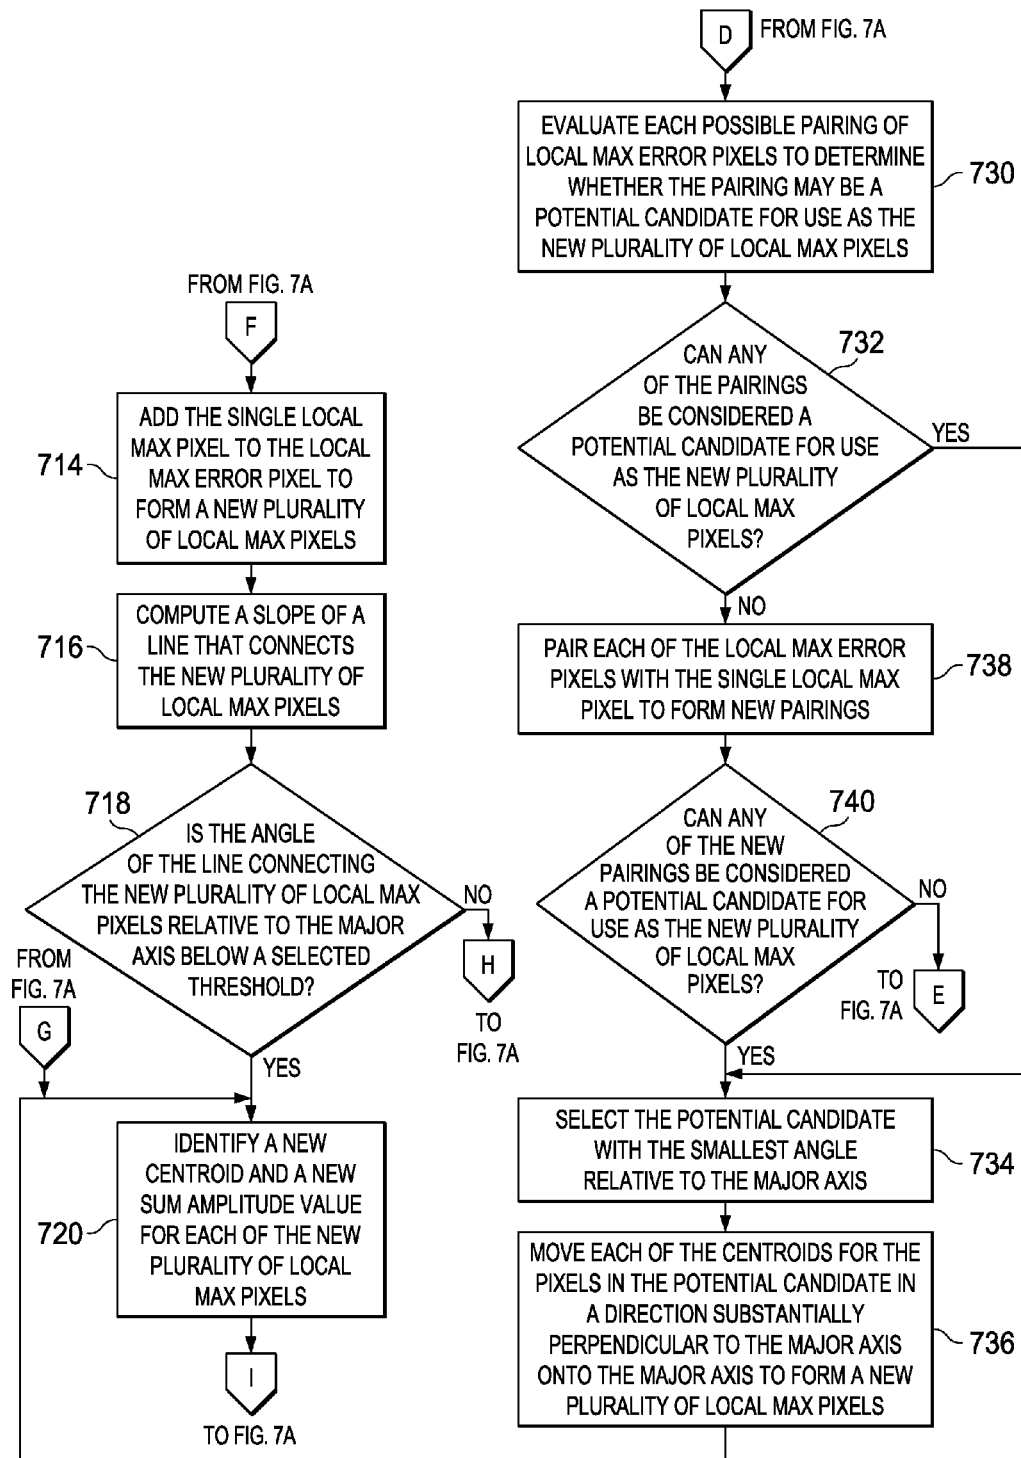 FROM FIG. 7A
F
714
ADD THE SINGLE LOCAL
MAX PIXEL TO THE LOCAL
MAX ERROR PIXEL TO
FORM A NEW PLURALITY
OF LOCAL MAX PIXELS
716
COMPUTE A SLOPE OF A
LINE THAT CONNECTS
THE NEW PLURALITY OF
LOCAL MAX PIXELS
718
IS THE ANGLE
OF THE LINE CONNECTING
THE NEW PLURALITY OF LOCAL MAX
PIXELS RELATIVE TO THE MAJOR
AXIS BELOW A SELECTED
THRESHOLD?
NO
H
TO
FIG. 7A
FROM
FIG. 7A
G
YES
720
IDENTIFY A NEW
CENTROID AND A NEW
SUM AMPLITUDE VALUE
FOR EACH OF THE NEW
PLURALITY OF LOCAL
MAX PIXELS
I
TO FIG. 7A
D
FROM FIG. 7A
EVALUATE EACH POSSIBLE PAIRING OF
LOCAL MAX ERROR PIXELS TO DETERMINE
WHETHER THE PAIRING MAY BE A
POTENTIAL CANDIDATE FOR USE AS THE
NEW PLURALITY OF LOCAL MAX PIXELS
730
732
CAN ANY
OF THE PAIRINGS
BE CONSIDERED A
POTENTIAL CANDIDATE FOR USE
AS THE NEW PLURALITY
OF LOCAL MAX
PIXELS?
YES
NO
PAIR EACH OF THE LOCAL MAX ERROR
PIXELS WITH THE SINGLE LOCAL MAX
PIXEL TO FORM NEW PAIRINGS
738
740
CAN ANY
OF THE NEW
PAIRINGS BE CONSIDERED
A POTENTIAL CANDIDATE FOR
USE AS THE NEW PLURALITY
OF LOCAL MAX
PIXELS?
NO
TO
FIG. 7A
E
YES
SELECT THE POTENTIAL CANDIDATE
WITH THE SMALLEST ANGLE
RELATIVE TO THE MAJOR AXIS
734
MOVE EACH OF THE CENTROIDS FOR THE
PIXELS IN THE POTENTIAL CANDIDATE IN
A DIRECTION SUBSTANTIALLY
PERPENDICULAR TO THE MAJOR AXIS
ONTO THE MAJOR AXIS TO FORM A NEW
PLURALITY OF LOCAL MAX PIXELS
736